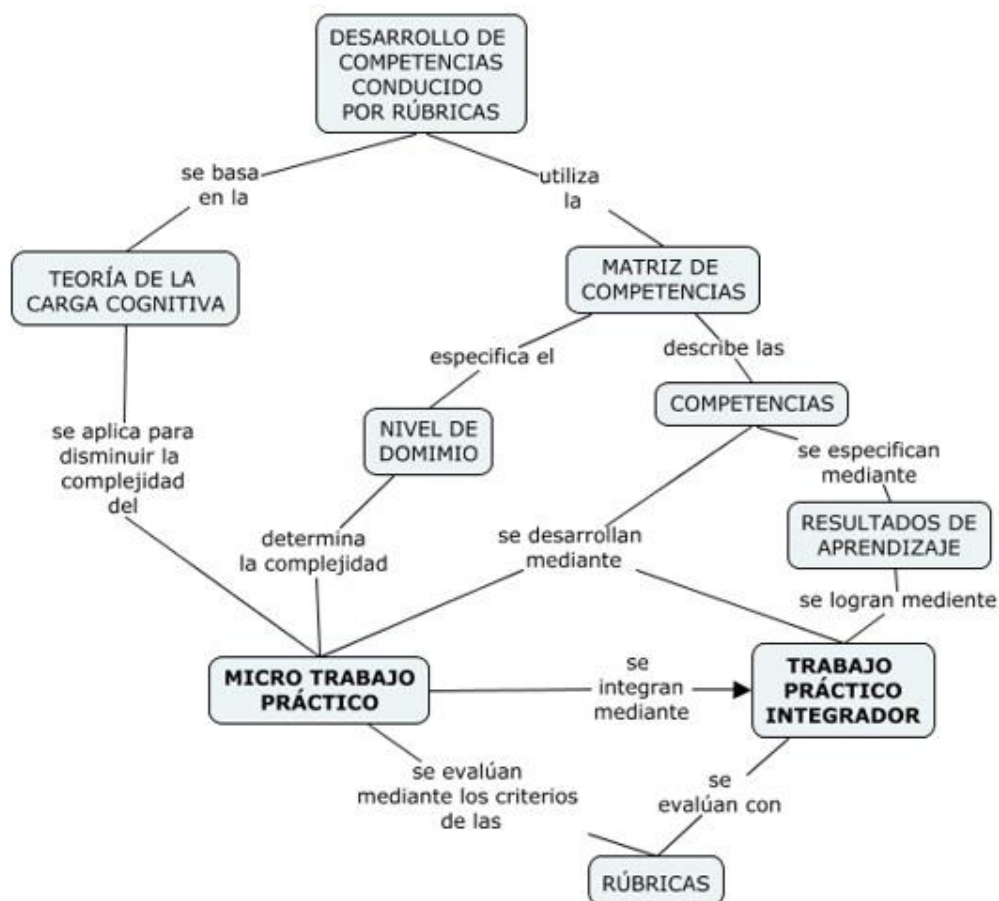 DESARROLLO DE
COMPETENCIAS
CONDUCIDO
POR RÚBRICAS
se basa
en la
utiliza
la
TEORÍA DE LA
CARGA COGNITIVA
MATRIZ DE
COMPETENCIAS
especifica el
describe las
NIVEL DE
DOMIMIO
COMPETENCIAS
se aplica para
disminuir la
complejidad
del
se especifican
mediante
determina
la complejidad
se desarrollan
mediante
RESULTADOS DE
APRENDIZAJE
se logran mediente
MICRO TRABAJO
PRÁCTICO
se
integran
mediante
TRABAJO
PRÁCTICO
INTEGRADOR
se evalúan
mediante los criterios
de las
se
evalúan con
RÚBRICAS